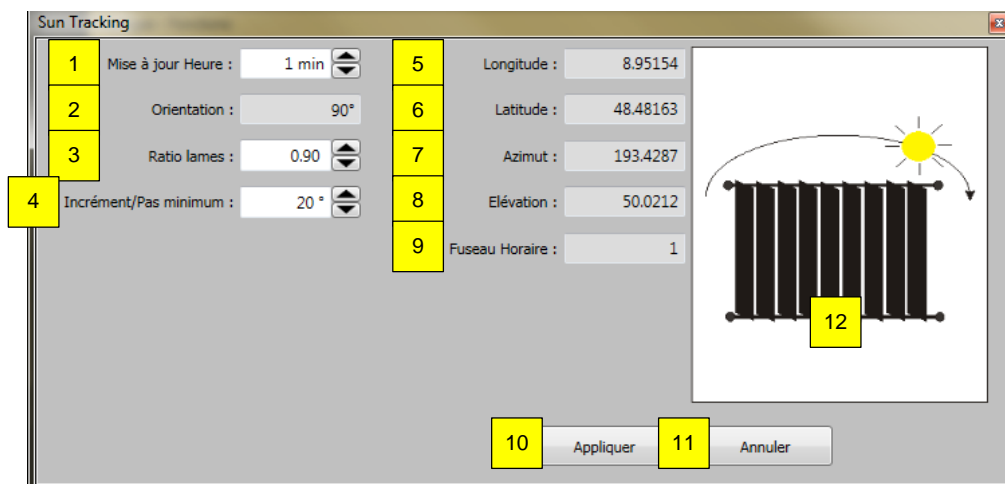 Sun Tracking
1 Mise à jour Heure : 1 min
2 Orientation : 90°
3 Ratio lames : 0.90
4 Incrément/Pas minimum : 20 °
5 Longitude : 8.95154
6 Latitude : 48.48163
7 Azimut : 193.4287
8 Elévation : 50.0212
9 Fuseau Horaire : 1
12
10 Appliquer
11 Annuler